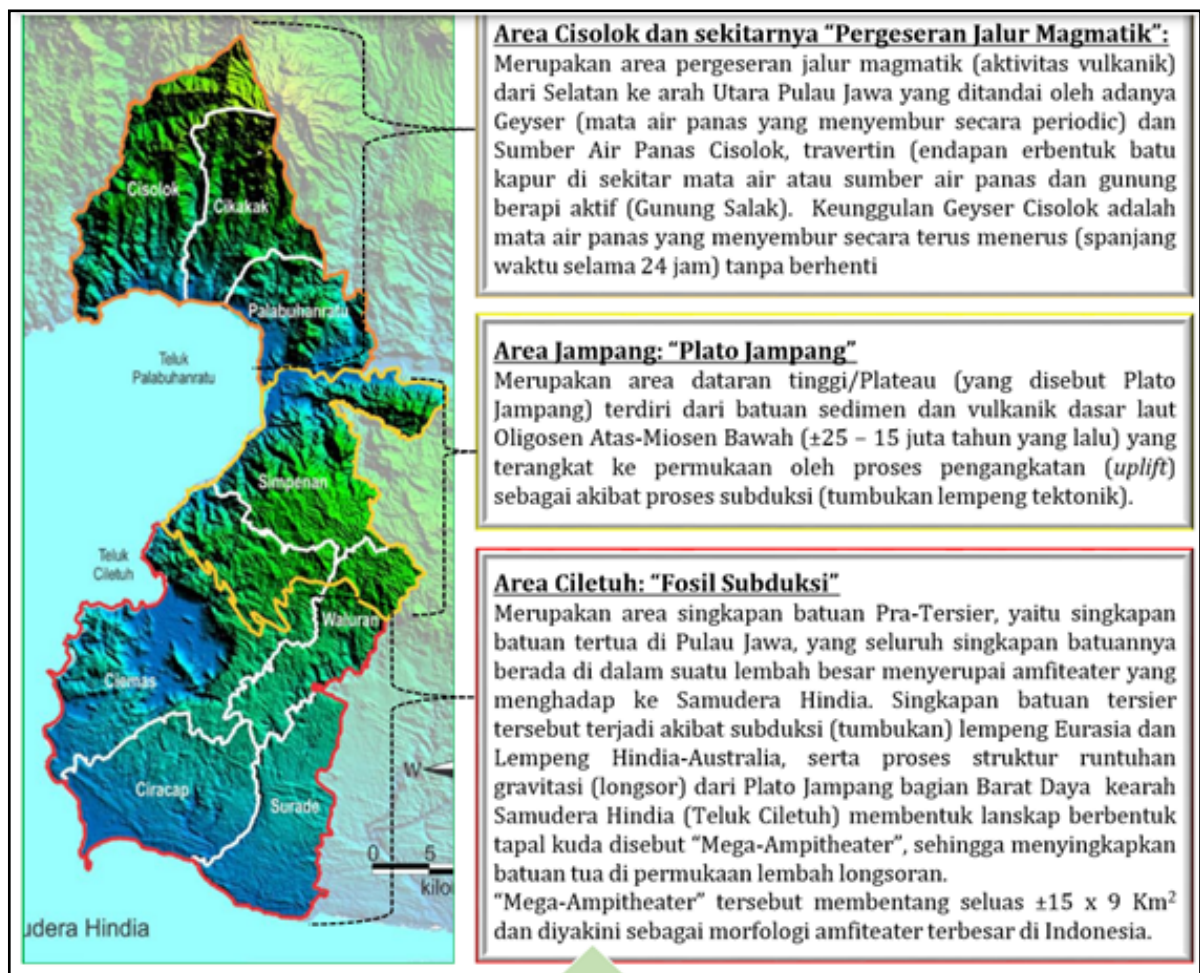 Cisolok
Cikakak
Palabuhanratu
Teluk
Palabuhanratu
Simpenan
Teluk
Ciletuh
Waluran
Ciemas
Ciracap
Surade
W
0 5
kilo
udera Hindia
Area Cisolok dan sekitarnya “Pergeseran Jalur Magmatik”:
Merupakan area pergeseran jalur magmatik (aktivitas vulkanik)
dari Selatan ke arah Utara Pulau Jawa yang ditandai oleh adanya
Geyser (mata air panas yang menyembur secara periodic) dan
Sumber Air Panas Cisolok, travertin (endapan erbentuk batu
kapur di sekitar mata air atau sumber air panas dan gunung
berapi aktif (Gunung Salak). Keunggulan Geyser Cisolok adalah
mata air panas yang menyembur secara terus menerus (spanjang
waktu selama 24 jam) tanpa berhenti
Area Jampang: “Plato Jampang”
Merupakan area dataran tinggi/Plateau (yang disebut Plato
Jampang) terdiri dari batuan sedimen dan vulkanik dasar laut
Oligosen Atas-Miosen Bawah (±25 – 15 juta tahun yang lalu) yang
terangkat ke permukaan oleh proses pengangkatan (uplift)
sebagai akibat proses subduksi (tumbukan lempeng tektonik).
Area Ciletuh: “Fosil Subduksi”
Merupakan area singkapan batuan Pra-Tersier, yaitu singkapan
batuan tertua di Pulau Jawa, yang seluruh singkapan batuannya
berada di dalam suatu lembah besar menyerupai amfiteater yang
menghadap ke Samudera Hindia. Singkapan batuan tersier
tersebut terjadi akibat subduksi (tumbukan) lempeng Eurasia dan
Lempeng Hindia-Australia, serta proses struktur runtuhan
gravitasi (longsor) dari Plato Jampang bagian Barat Daya kearah
Samudera Hindia (Teluk Ciletuh) membentuk lanskap berbentuk
tapal kuda disebut “Mega-Ampitheater”, sehingga menyingkapkan
batuan tua di permukaan lembah longsoran.
“Mega-Ampitheater” tersebut membentang seluas ±15 x 9 Km²
dan diyakini sebagai morfologi amfiteater terbesar di Indonesia.